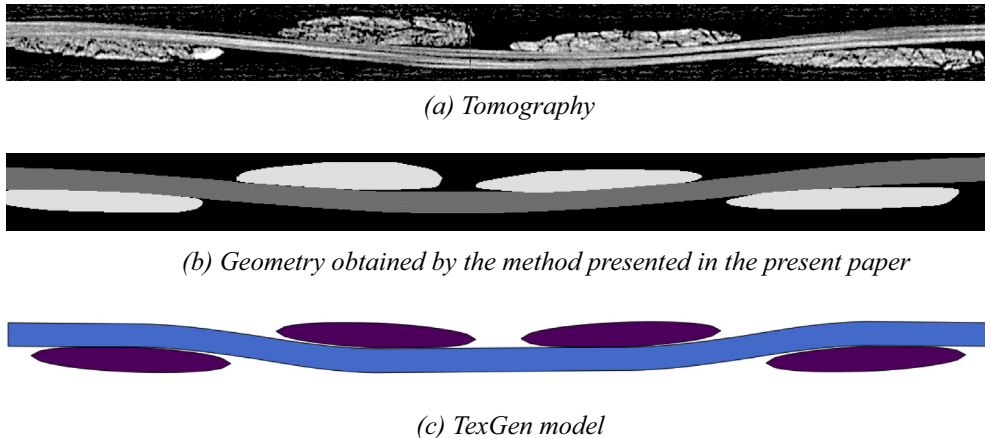 (a) Tomography
(b) Geometry obtained by the method presented in the present paper
(c) TexGen model